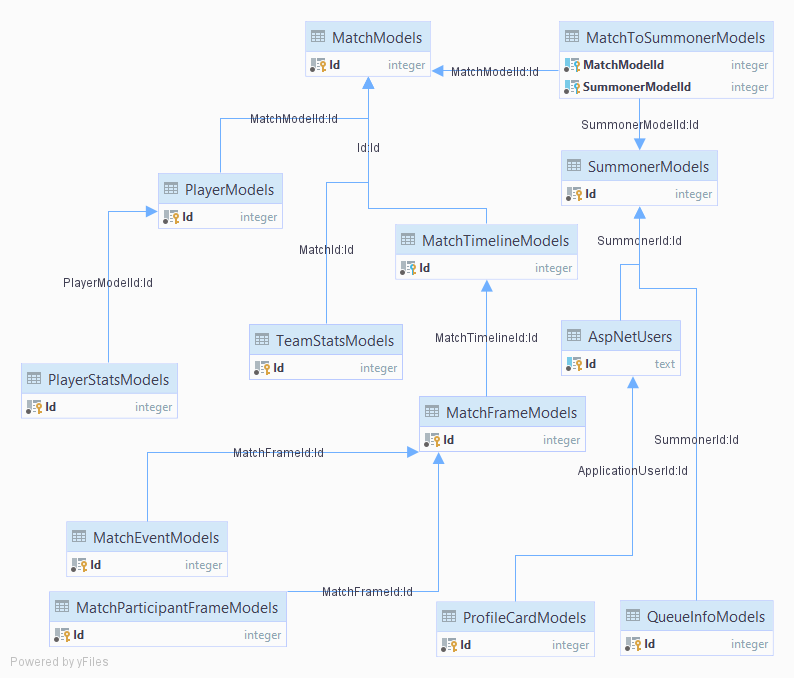 MatchModels
Id integer
MatchToSummonerModels
MatchModelId integer
SummonerModelId integer
MatchModelId:Id
MatchModelId:Id
SummonerModelId:Id
Id:Id
SummonerModels
Id integer
PlayerModels
Id integer
MatchTimelineModels
Id integer
SummonerId:Id
MatchId:Id
PlayerModelId:Id
TeamStatsModels
Id integer
MatchTimelineId:Id
AspNetUsers
Id text
PlayerStatsModels
Id integer
MatchFrameModels
Id integer
SummonerId:Id
MatchFrameId:Id
ApplicationUserId:Id
MatchEventModels
Id integer
MatchFrameId:Id
MatchParticipantFrameModels
Id integer
ProfileCardModels
Id integer
QueueInfoModels
Id integer
Powered by yFiles